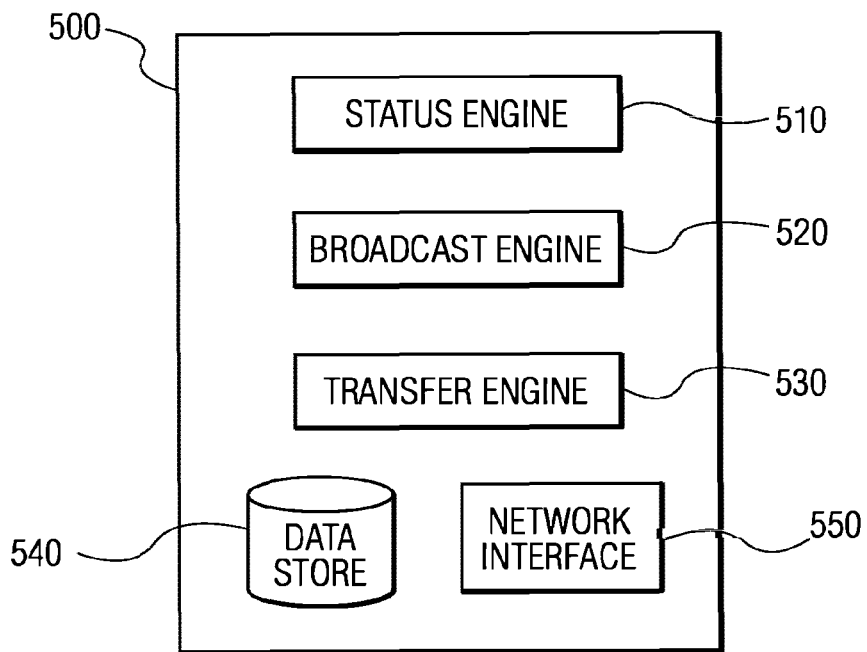 500
STATUS ENGINE
510
BROADCAST ENGINE
520
TRANSFER ENGINE
530
540
DATA
STORE
NETWORK
INTERFACE
550